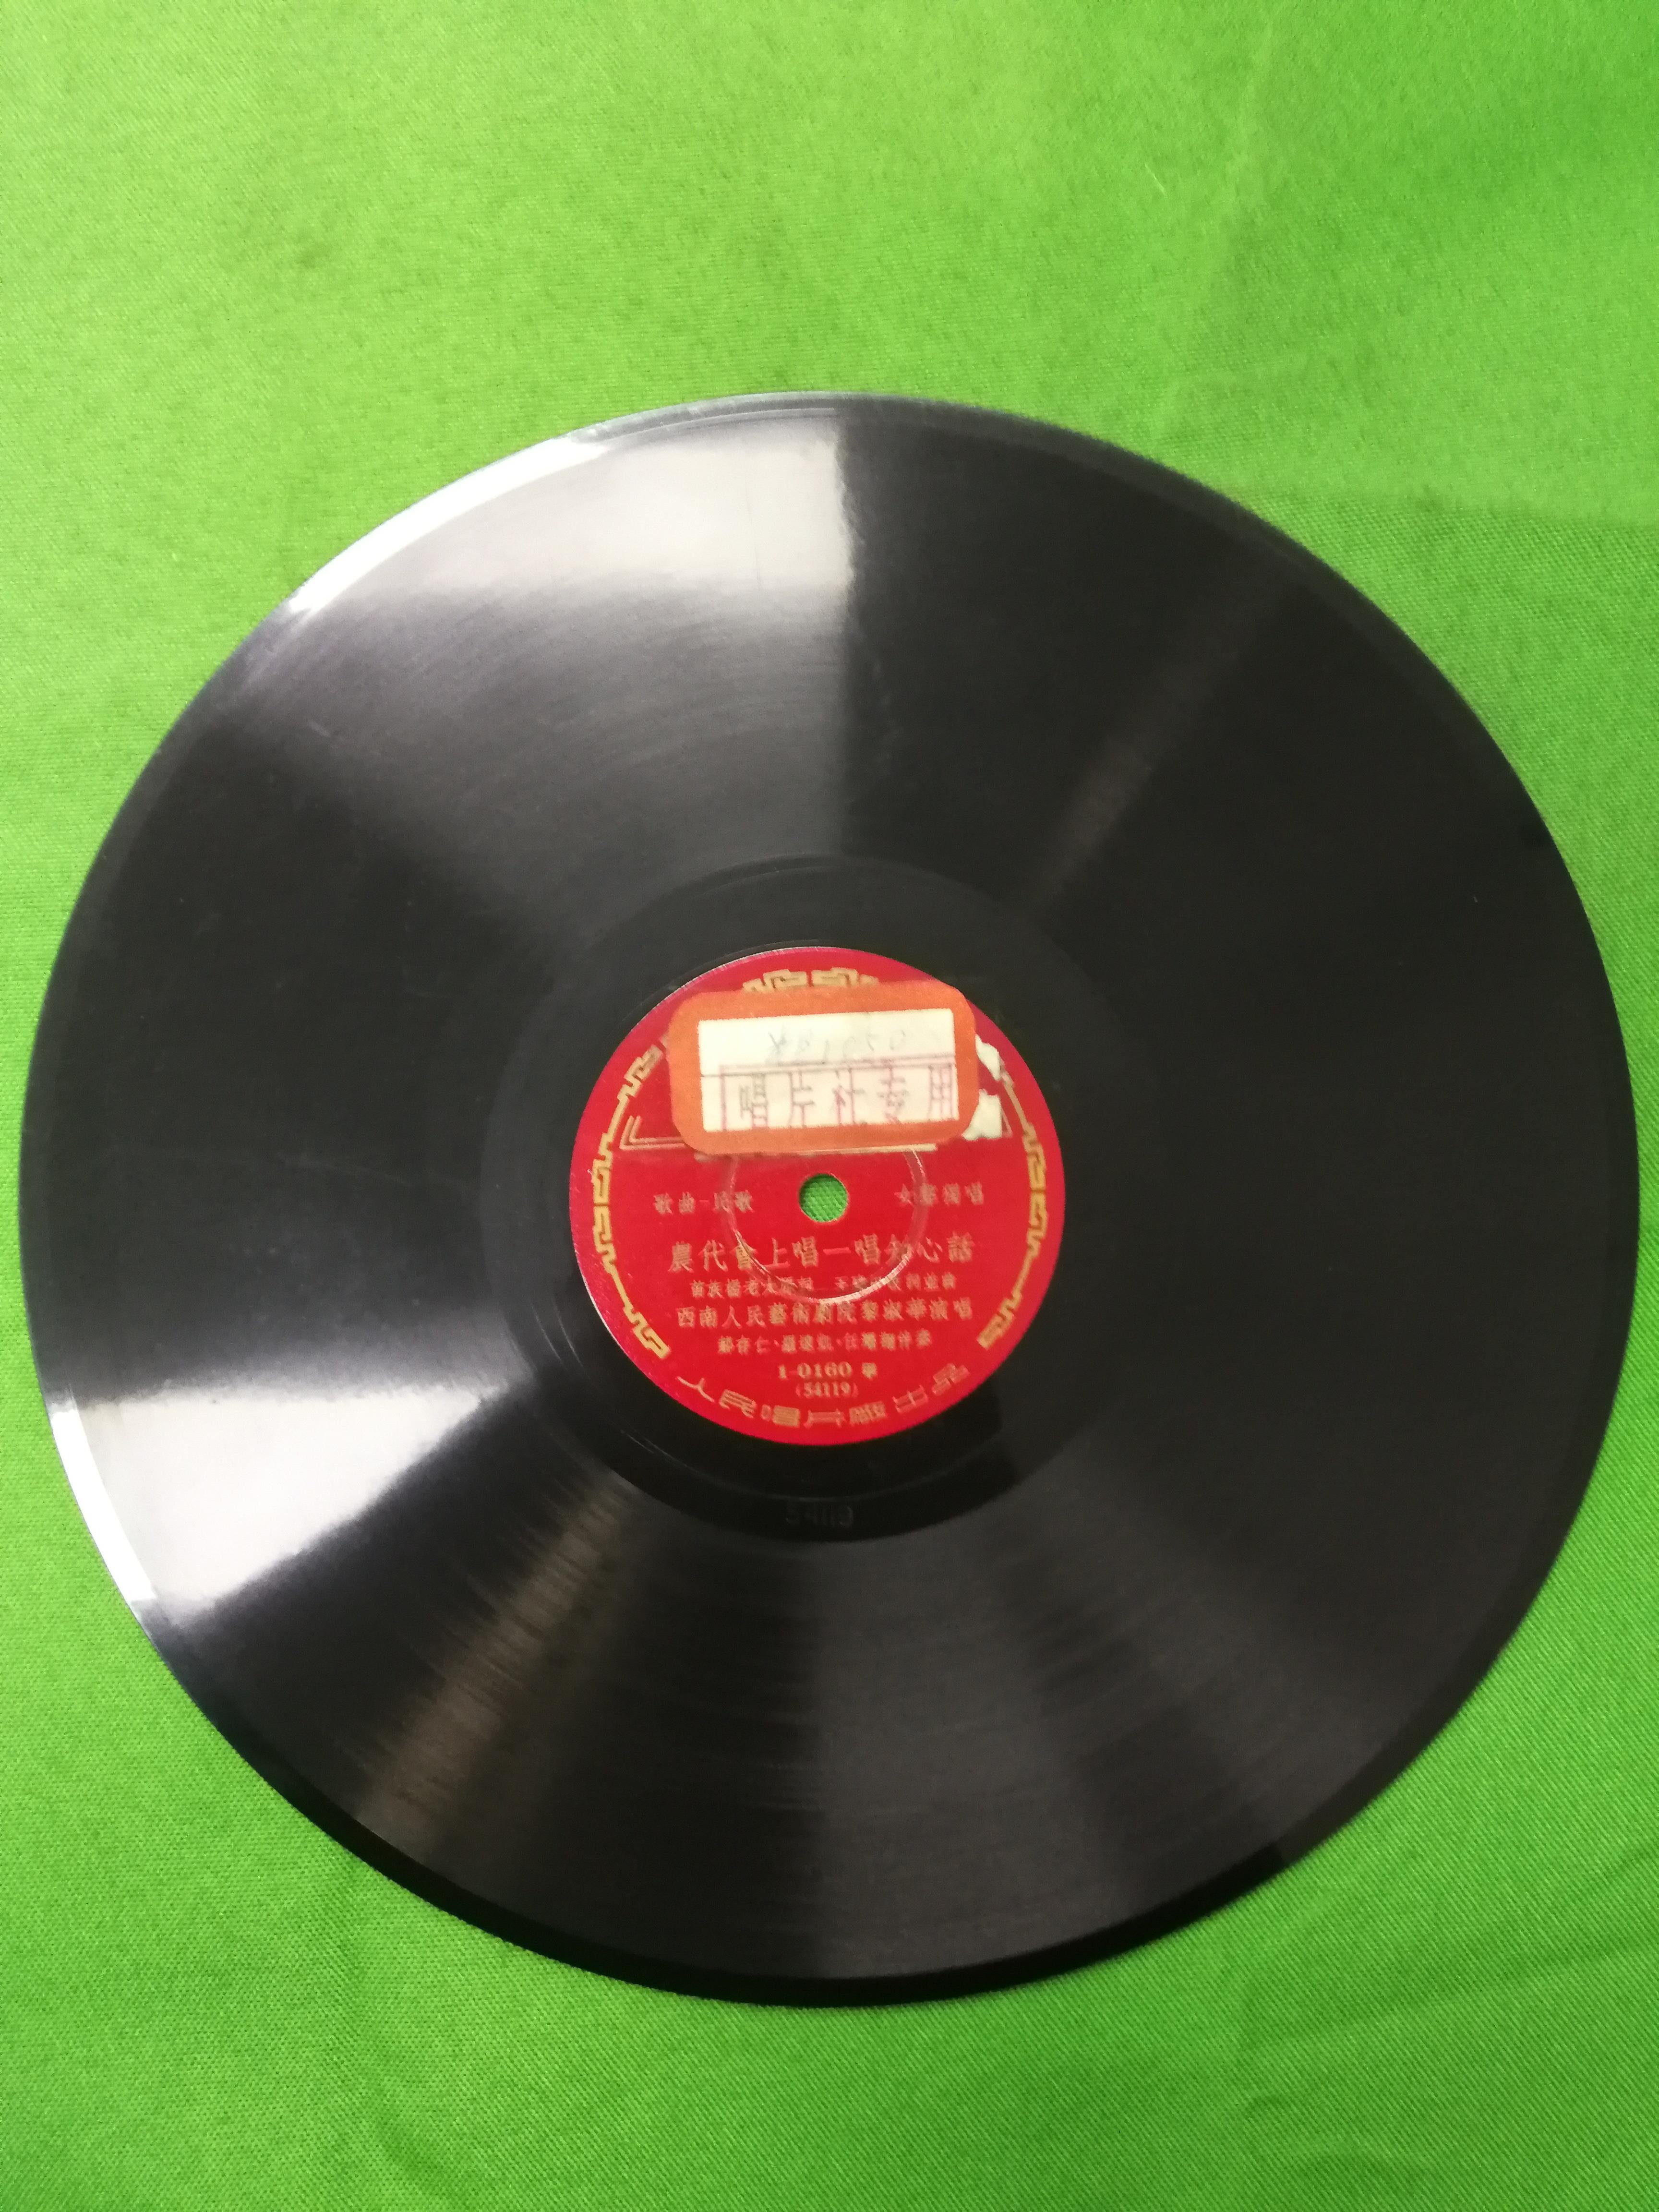 唱片社专用
歌曲-民歌 女聲獨唱
農代會上唱一唱知心話
西南人民藝術劇院黎淑華演唱
1-0160
(54119)
人民唱片廠出品
54119